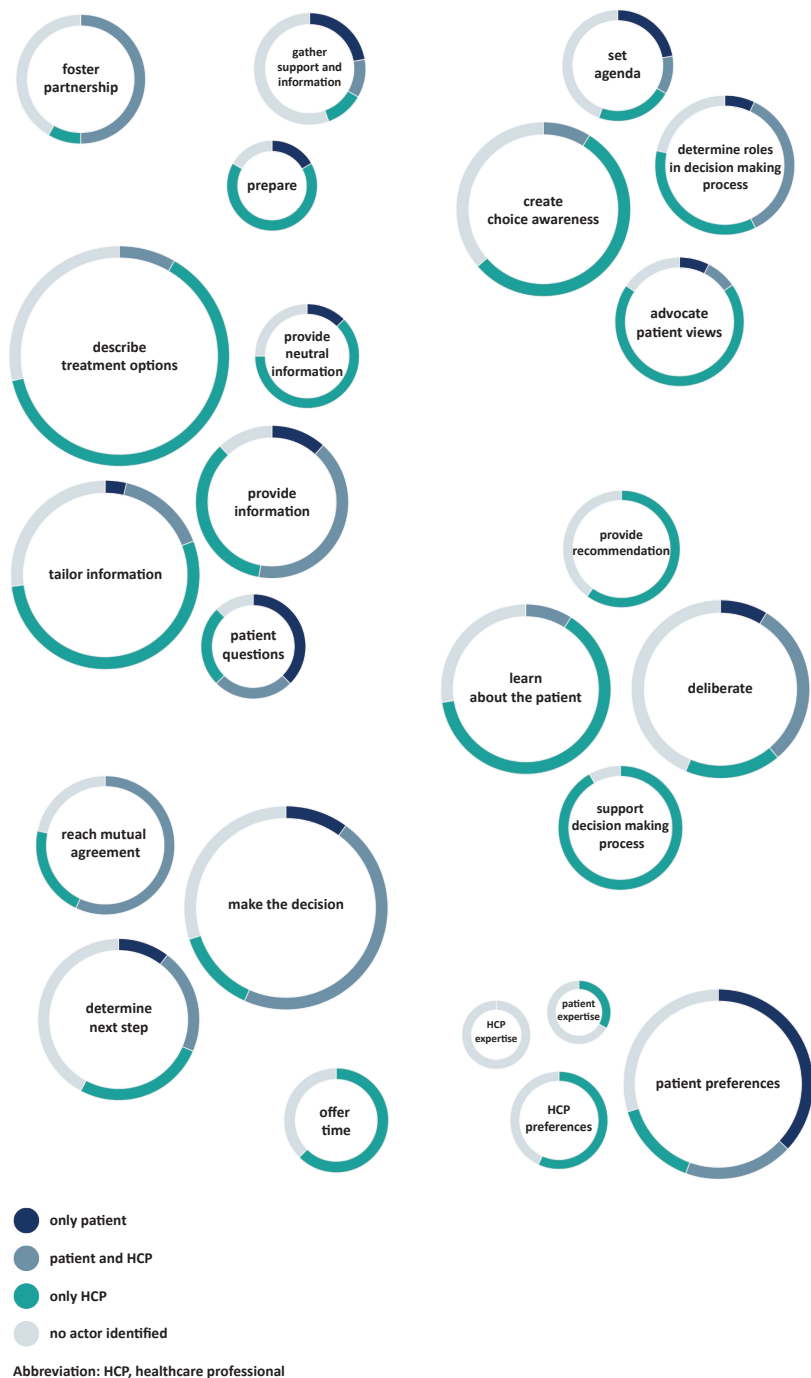 foster
partnership
gather
support and
information
prepare
set
agenda
determine roles
in decision making
process
create
choice awareness
advocate
patient views
describe
treatment options
provide
neutral
information
provide
information
tailor information
patient
questions
provide
recommendation
learn
about the patient
deliberate
support
decision making
process
reach mutual
agreement
make the decision
determine
next step
offer
time
HCP
expertise
patient
expertise
HCP
preferences
patient preferences
only patient
patient and HCP
only HCP
no actor identified
Abbreviation: HCP, healthcare professional